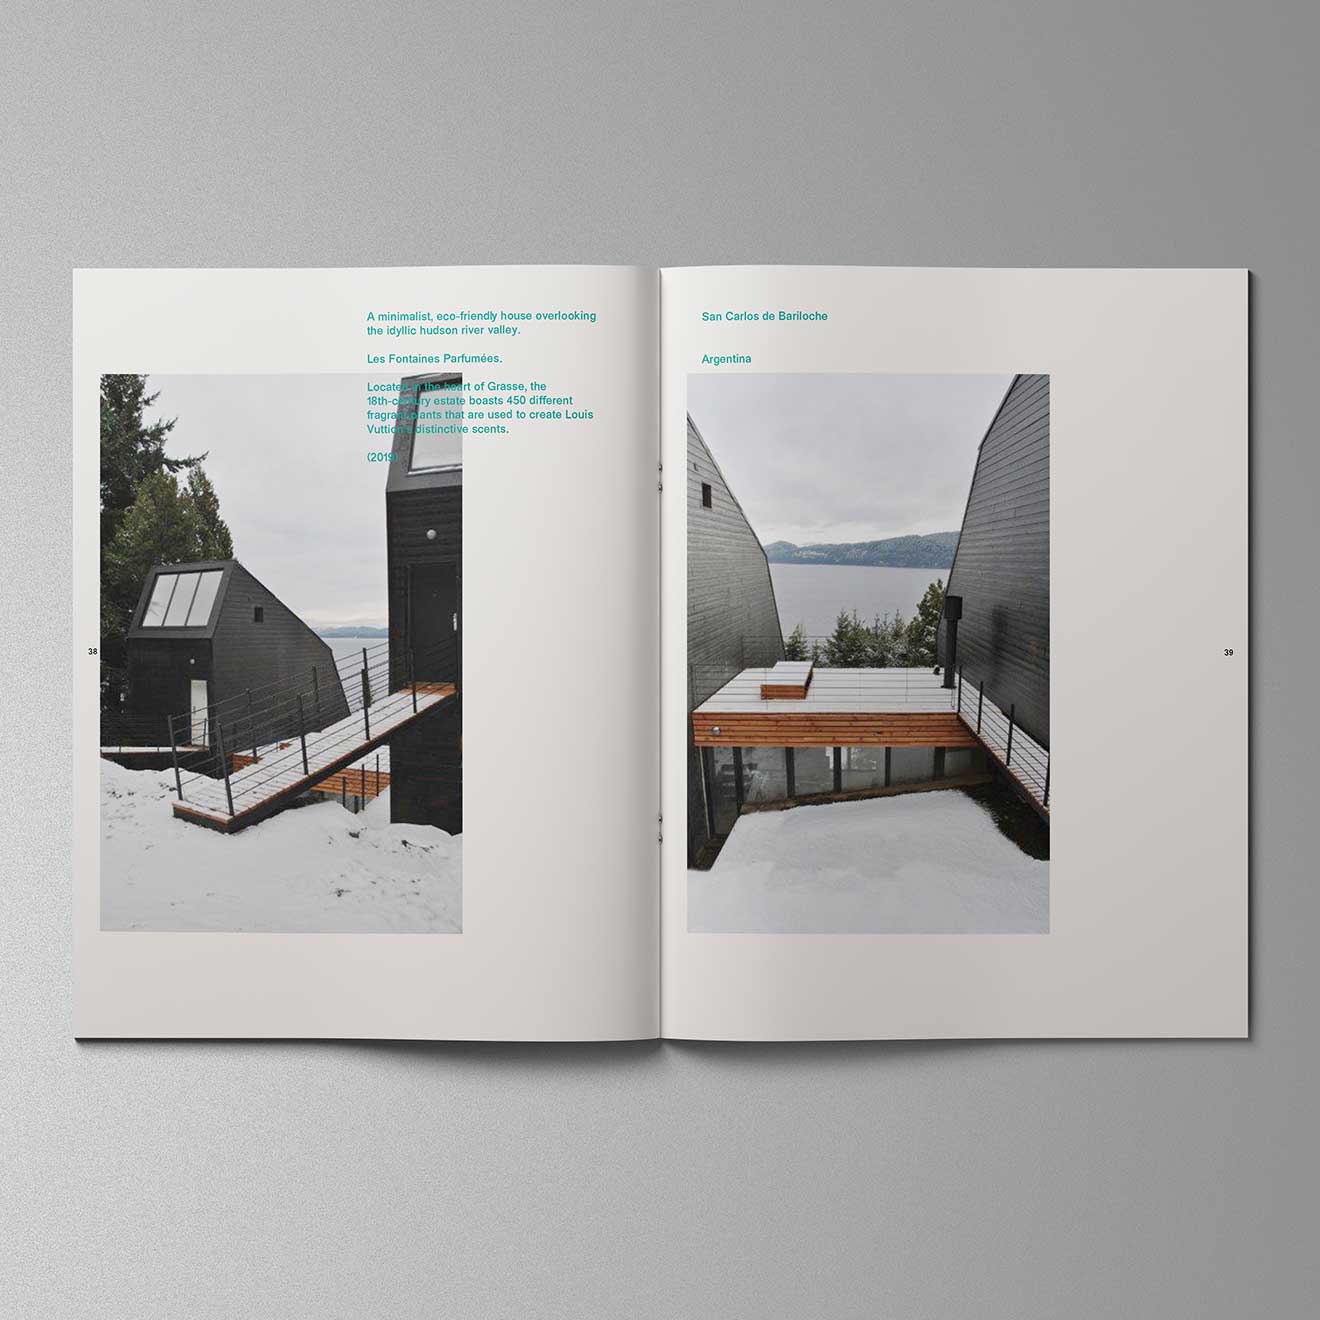 A minimalist, eco-friendly house overlooking
the idyllic hudson river valley.
Les Fontaines Parfumées.
Located in the heart of Grasse, the
18th-century estate boasts 450 different
fragrant plants that are used to create Louis
Vuttion's distinctive scents.
(2019)
38
San Carlos de Bariloche
Argentina
39